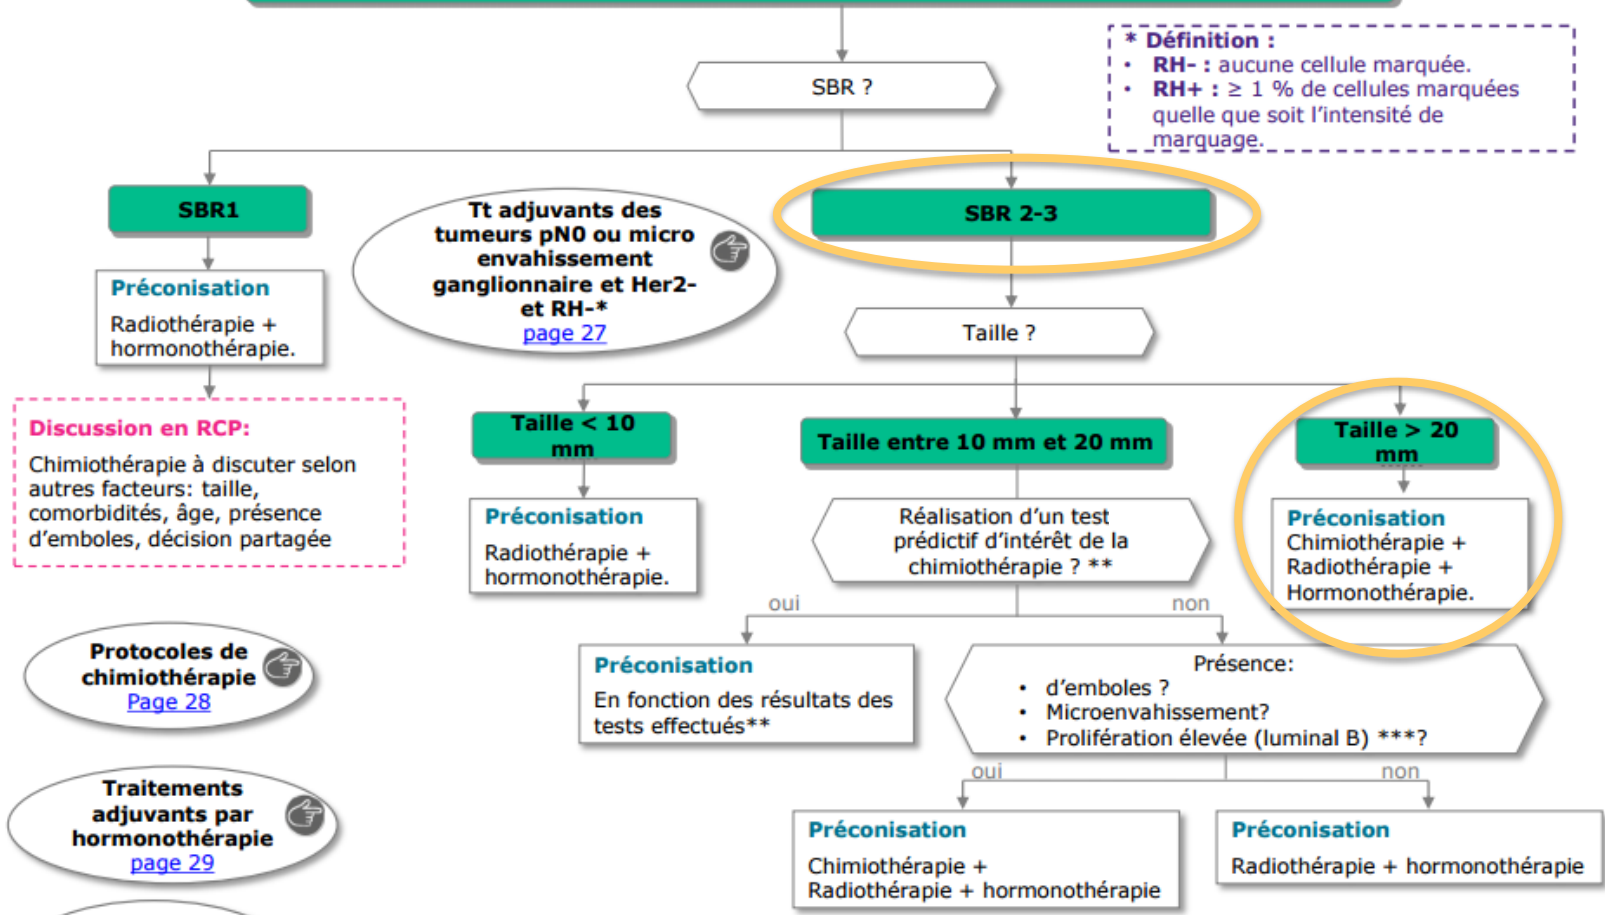 * Définition :
• RH- : aucune cellule marquée.
• RH+ : ≥ 1 % de cellules marquées
quelle que soit l'intensité de
marquage.
SBR ?
SBR1
Préconisation
Radiothérapie +
hormonothérapie.
Discussion en RCP:
Chimiothérapie à discuter selon
autres facteurs: taille,
comorbidités, âge, présence
d'emboles, décision partagée
Tt adjuvants des
tumeurs pN0 ou micro
envahissement
ganglionnaire et Her2-
et RH-*
page 27
SBR 2-3
Taille ?
Taille < 10
mm
Préconisation
Radiothérapie +
hormonothérapie.
Taille entre 10 mm et 20 mm
Réalisation d'un test
prédictif d'intérêt de la
chimiothérapie ? **
Taille > 20
mm
Préconisation
Chimiothérapie +
Radiothérapie +
Hormonothérapie.
oui
non
Préconisation
En fonction des résultats des
tests effectués**
Présence:
• d'emboles ?
• Microenvahissement?
• Prolifération élevée (luminal B) ***?
oui
non
Préconisation
Chimiothérapie +
Radiothérapie + hormonothérapie
Préconisation
Radiothérapie + hormonothérapie
Protocoles de
chimiothérapie
Page 28
Traitements
adjuvants par
hormonothérapie
page 29